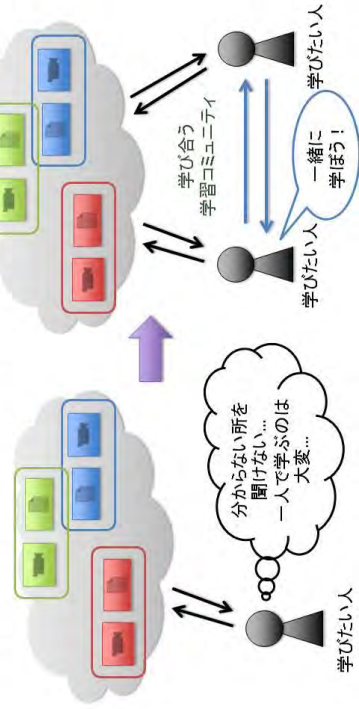 分からない所を
聞けない...
一人で学ぶのは
大変...
学びたい人
学び合う
学習コミュニティ
学びたい人
一緒に
学ぼう！
学びたい人